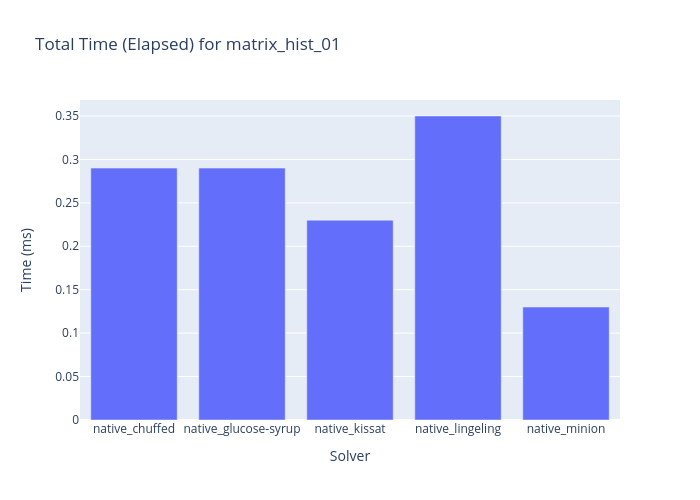 Total Time (Elapsed) for matrix_hist_01
Time (ms)
0.35
0.3
0.25
0.2
0.15
0.1
0.05
0
native_chuffed native_glucose-syrup native_kissat native_lingeling native_minion
Solver